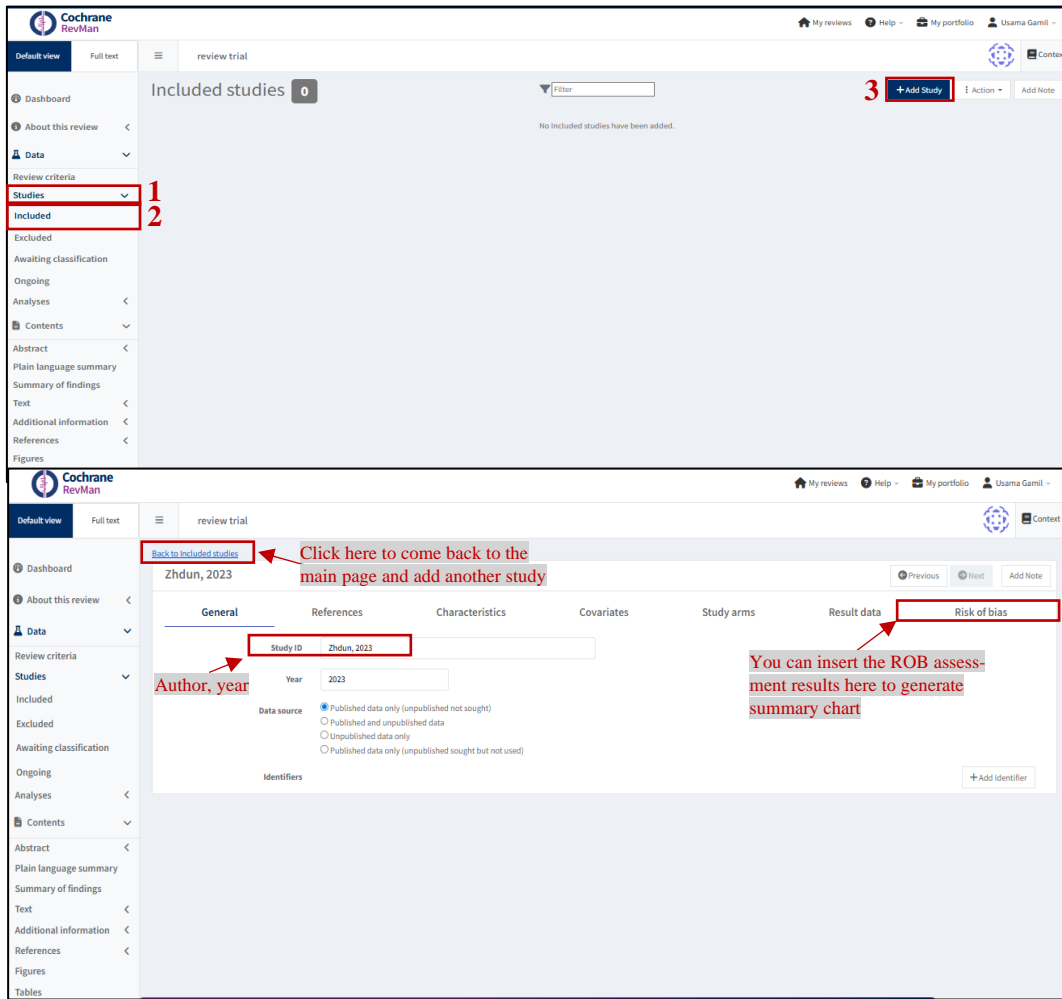 Cochrane
RevMan
My reviews Help My portfolio Usama Gamil
Default view Full text review trial
Included studies 0 Filter 3 +Add Study Action Add Note
No Included studies have been added.
Dashboard
About this review
Data
Review criteria
Studies 1
Included 2
Excluded
Awaiting classification
Ongoing
Analyses
Contents
Abstract
Plain language summary
Summary of findings
Text
Additional information
References
Figures
Cochrane
RevMan
My reviews Help My portfolio Usama Gamil
Default view Full text review trial Context
Back to Included studies
Click here to come back to the
main page and add another study
Zhdun, 2023 Previous Next Add Note
General References Characteristics Covariates Study arms Result data Risk of bias
Study ID Zhdun, 2023
Author, year
Year 2023
You can insert the ROB assess-
ment results here to generate
summary chart
Data source Published data only (unpublished not sought)
Published and unpublished data
Unpublished data only
Published data only (unpublished sought but not used)
Identifiers +Add Identifier
Dashboard
About this review
Data
Review criteria
Studies
Included
Excluded
Awaiting classification
Ongoing
Analyses
Contents
Abstract
Plain language summary
Summary of findings
Text
Additional information
References
Figures
Tables